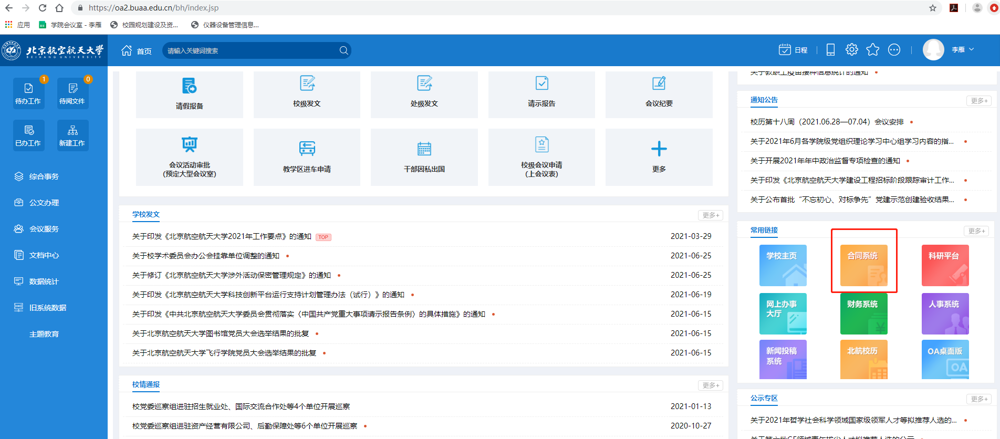 https://oa2.buaa.edu.cn/bh/index.jsp
应用
学院会议室 - 李雁
校园规划建设及资...
仪器设备管理信息...
北京航空航天大学
BEIHANG UNIVERSITY
首页
请输入关键词搜索
日程
李雁
1
0
待办工作
待阅文件
已办工作
新建工作
综合事务
公文办理
会议服务
文档中心
数据统计
旧系统数据
主题教育
请假报备
校级发文
处级发文
请示报告
会议纪要
会议活动审批
(预定大型会议室)
教学区进车申请
干部因私出国
校级会议申请
(上会议表)
更多
学校发文
更多+
关于印发《北京航空航天大学2021年工作要点》的通知 TOP 2021-03-29
关于校学术委员会办公会挂靠单位调整的通知 2021-06-25
关于修订《北京航空航天大学涉外活动保密管理规定》的通知 2021-06-25
关于印发《北京航空航天大学科技创新平台运行支持计划管理办法（试行）》的通知 2021-06-19
关于印发《中共北京航空航天大学委员会贯彻落实〈中国共产党重大事项请示报告条例〉的具体措施》的通知 2021-06-15
关于北京航空航天大学图书馆党员大会选举结果的批复 2021-06-15
关于北京航空航天大学飞行学院党员大会选举结果的批复 2021-06-15
校情通报
更多+
校党委巡察组进驻招生就业处、国际交流合作处等4个单位开展巡察 2021-01-13
校党委巡察组进驻资产经营有限公司、后勤保障处等6个单位开展巡察 2020-10-27
关于教职工疫苗接种信息统计的通知
通知公告
更多+
校历第十八周（2021.06.28—07.04）会议安排
关于2021年6月各学院级党组织理论学习中心组学习内容的指...
关于开展2021年年中政治监督专项检查的通知
关于印发《北京航空航天大学建设工程招标阶段跟踪审计工作...
关于公布首批“不忘初心、对标争先”党建示范创建验收结果...
常用链接
更多+
学校主页
合同系统
科研平台
网上办事
大厅
财务系统
人事系统
新闻投稿
系统
北航校历
OA桌面版
OA
公示专区
更多+
关于2021年哲学社会科学领域国家级领军人才等拟推荐人选的...